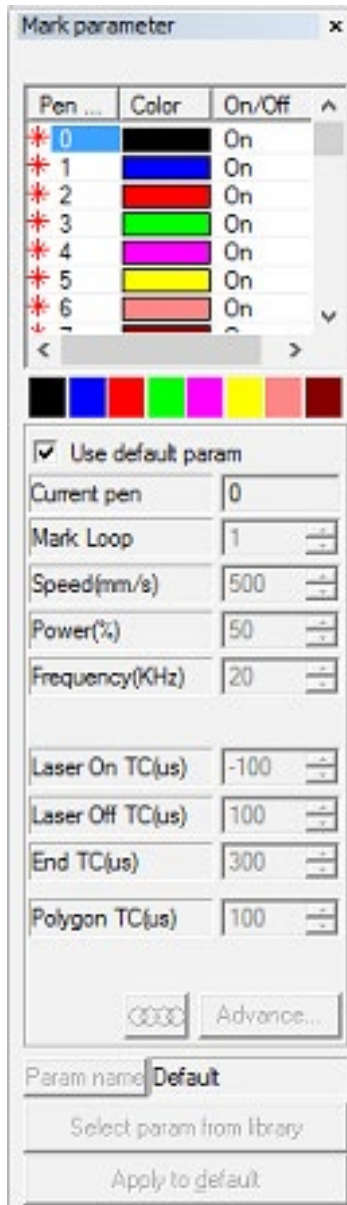 Mark parameter x
Pen ... Color On/Off
0 On
1 On
2 On
3 On
4 On
5 On
6 On
Use default param
Current pen 0
Mark Loop 1
Speed(mm/s) 500
Power(%) 50
Frequency(KHz) 20
Laser On TC(us) -100
Laser Off TC(us) 100
End TC(us) 300
Polygon TC(us) 100
Advance...
Param name Default
Select param from library
Apply to default